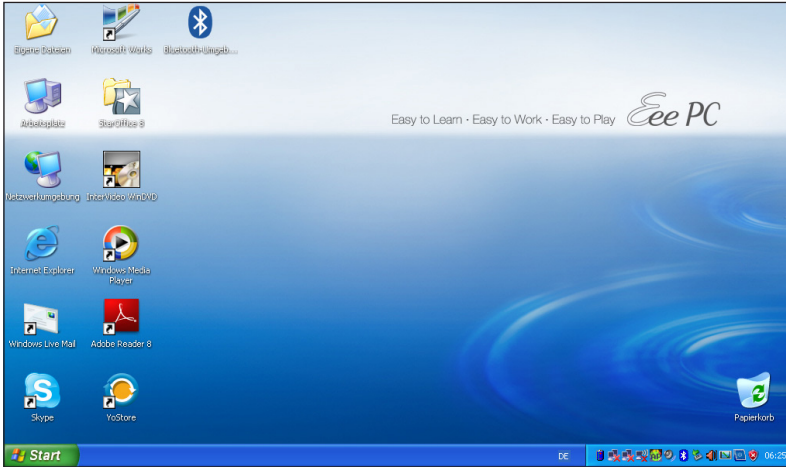 Eigene Dateien
Microsoft Works
Bluetooth-Umgeb...
Arbeitsplatz
StarOffice 8
Easy to Learn · Easy to Work · Easy to Play Eee PC
Netzwerkumgebung
InterVideo WinDVD
Internet Explorer
Windows Media
Player
Windows Live Mail
Adobe Reader 8
Skype
YoStore
Papierkorb
Start
DE
06:25